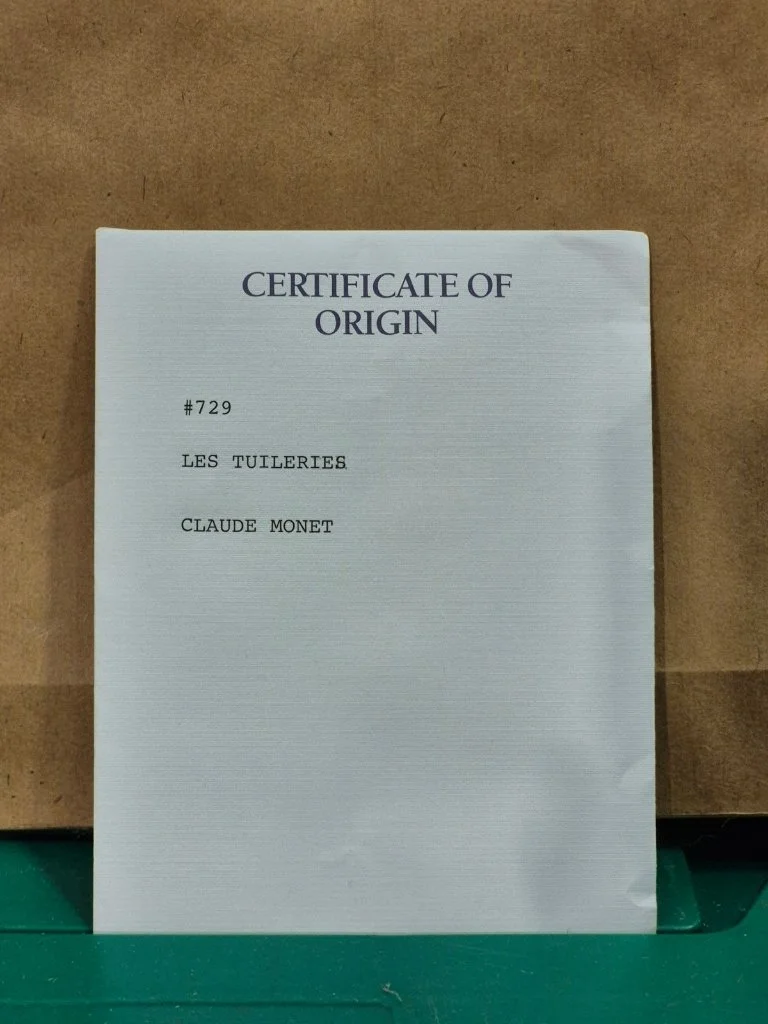 CERTIFICATE OF
ORIGIN
#729
LES TUILERIES
CLAUDE MONET